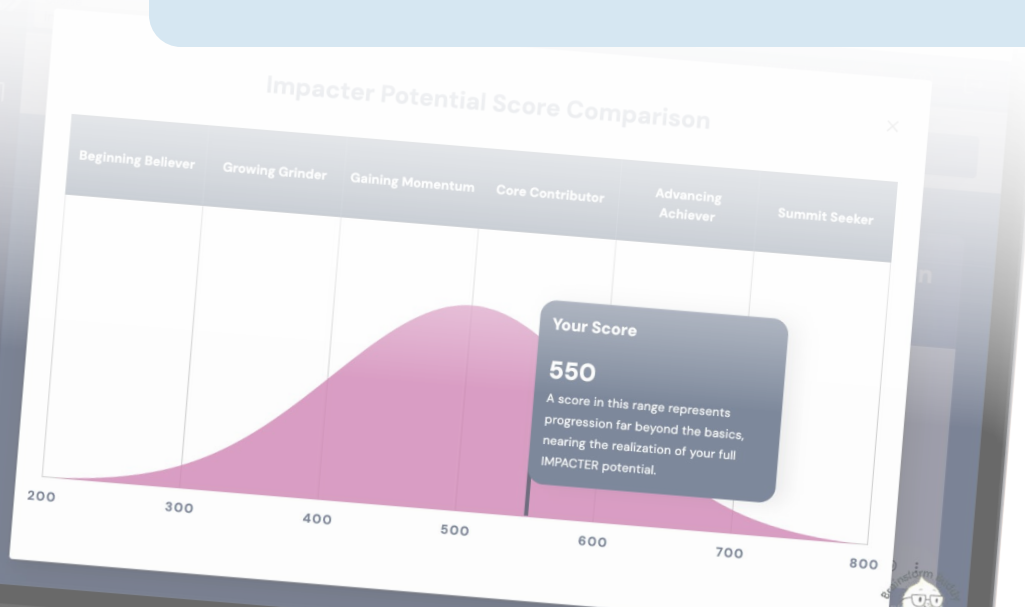 Impacter Potential Score Comparison
Beginning Believer
Growing Grinder
Gaining Momentum
Core Contributor
Advancing
Achiever
Summit Seeker
Your Score
550
A score in this range represents
progression far beyond the basics,
nearing the realization of your full
IMPACTER potential.
200
300
400
500
600
700
800